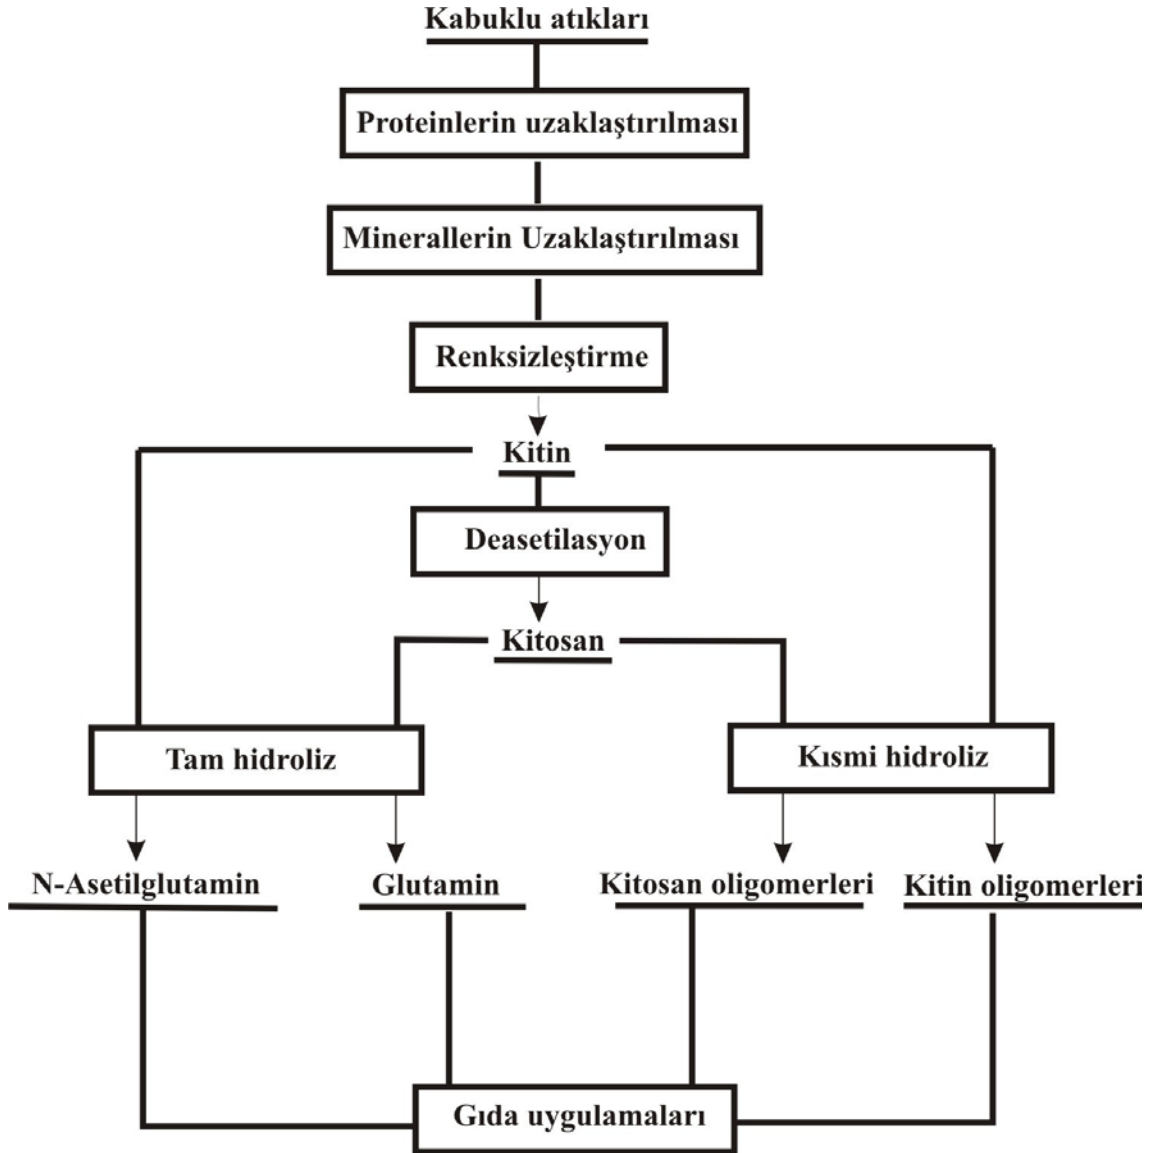 Kabuklu atıkları
Proteinlerin uzaklaştırılması
Minerallerin Uzaklaştırılması
Renksizleştirme
Kitin
Deasetilasyon
Kitosan
Tam hidroliz
Kısmi hidroliz
N-Asetilglutamin
Glutamin
Kitosan oligomerleri
Kitin oligomerleri
Gıda uygulamaları